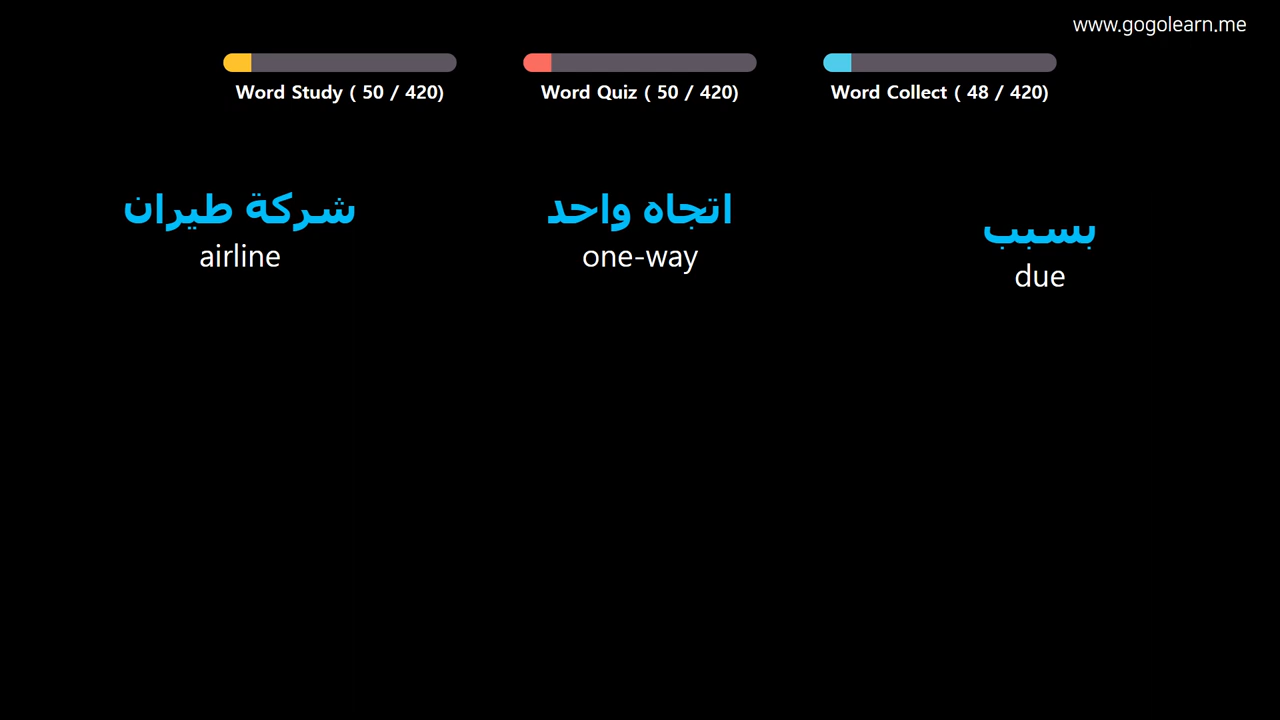 www.gogolearn.me
Word Study ( 50 / 420)
Word Quiz ( 50 / 420)
Word Collect ( 48 / 420)
شركة طيران
airline
اتجاه واحد
one-way
بسبب
due